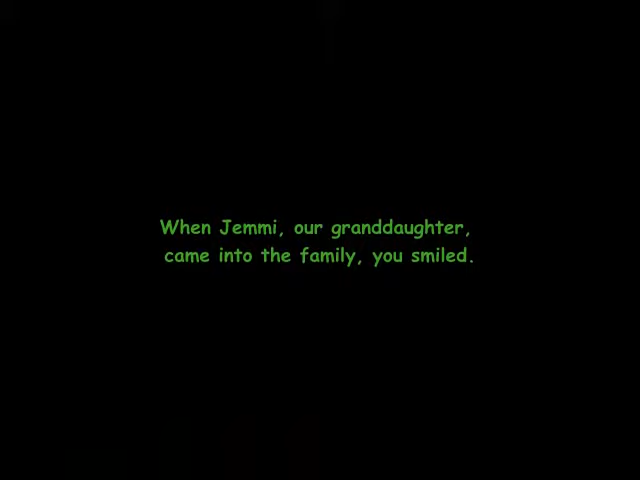 When Jemmi, our granddaughter,
came into the family, you smiled.